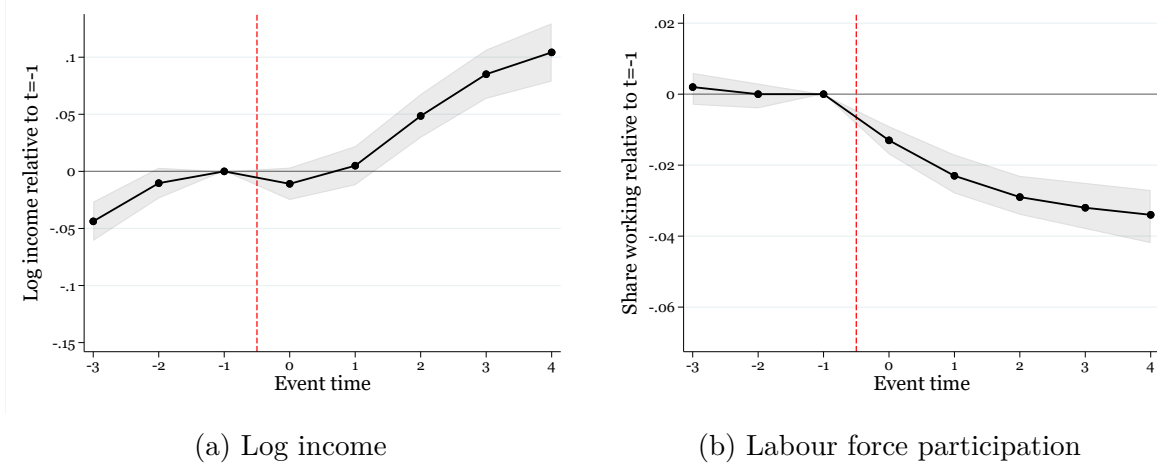 Log income relative to t=-1
.1
.05
0
-.05
-.1
-.15
-3 -2 -1 0 1 2 3 4
Event time
(a) Log income
Share working relative to t=-1
.02
0
-.02
-.04
-.06
-3 -2 -1 0 1 2 3 4
Event time
(b) Labour force participation